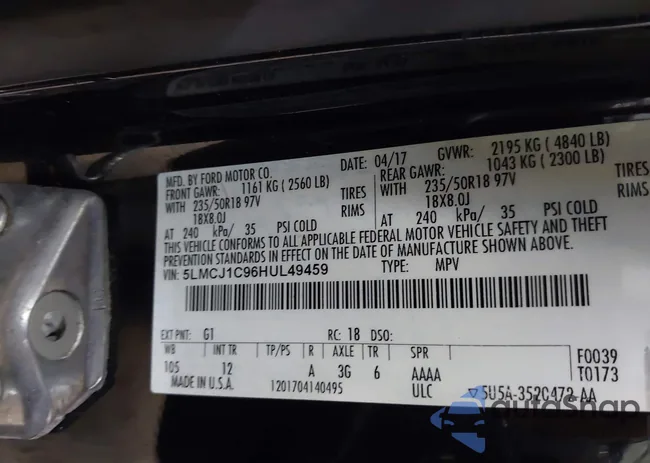 MFD. BY FORD MOTOR CO.
DATE: 04/17 GVWR: 2195 KG ( 4840 LB)
FRONT GAWR: 1161 KG ( 2560 LB) REAR GAWR: 1043 KG ( 2300 LB)
WITH 235/50R18 97V TIRES WITH 235/50R18 97V TIRES
18X8.0J RIMS 18X8.0J RIMS
AT 240 kPa/ 35 PSI COLD AT 240 kPa/ 35 PSI COLD
THIS VEHICLE CONFORMS TO ALL APPLICABLE FEDERAL MOTOR VEHICLE SAFETY AND THEFT
PREVENTION STANDARDS IN EFFECT ON THE DATE OF MANUFACTURE SHOWN ABOVE.
VIN: 5LMCJ1C96HUL49459 TYPE: MPV
EXT PNT: G1 RC: 18 DSO:
WB INT TR TP/PS R AXLE TR SPR F0039
105 12 A 3G 6 AAAA T0173
MADE IN U.S.A. 1201704140495 ULC 5U5A-3520472-AA
autoSnap